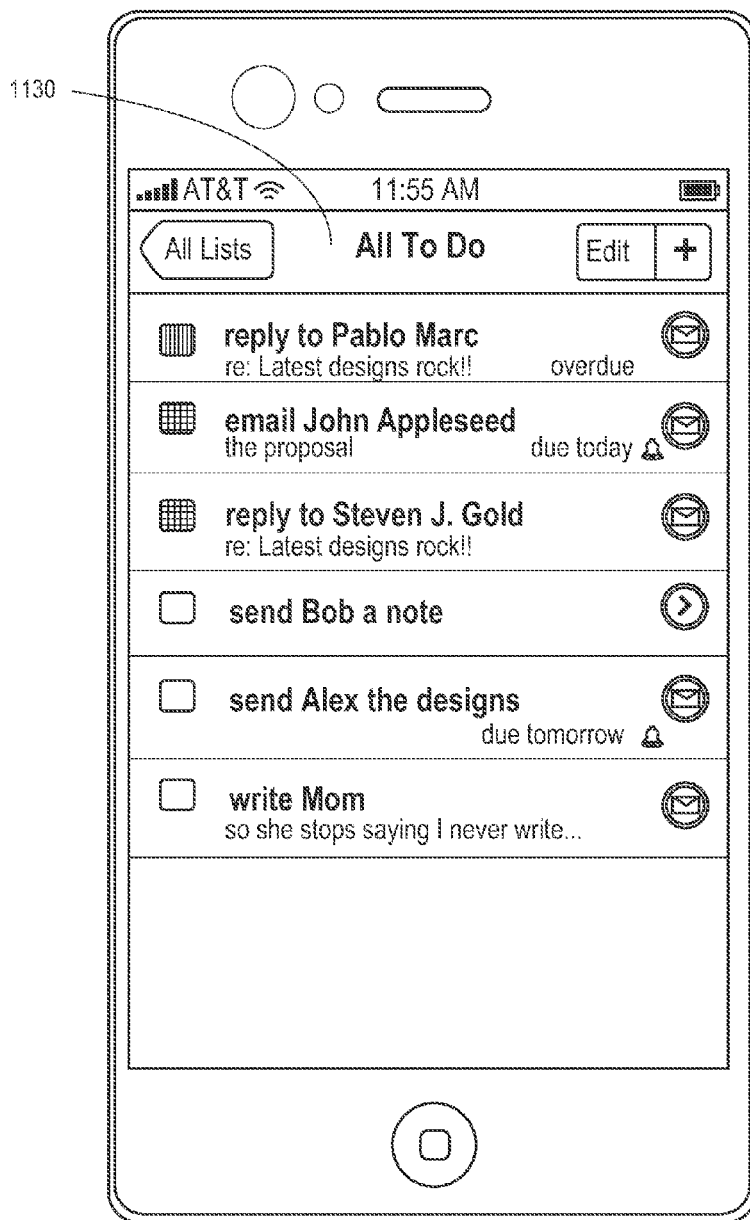 1130
AT&T 11:55 AM
All Lists All To Do Edit +
reply to Pablo Marc
re: Latest designs rock!! overdue
email John Appleseed
the proposal due today
reply to Steven J. Gold
re: Latest designs rock!!
send Bob a note
send Alex the designs
due tomorrow
write Mom
so she stops saying I never write...